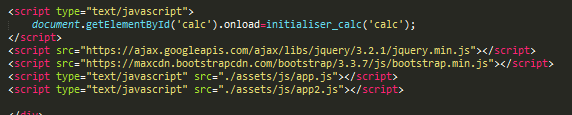 <script type="text/javascript">
document.getElementById('calc').onload=initialiser_calc('calc');
</script>
<script src="https://ajax.googleapis.com/ajax/libs/jquery/3.2.1/jquery.min.js"></script>
<script src="https://maxcdn.bootstrapcdn.com/bootstrap/3.3.7/js/bootstrap.min.js"></script>
<script type="text/javascript" src="./assets/js/app.js"></script>
<script type="text/javascript" src="./assets/js/app2.js"></script>
</div>